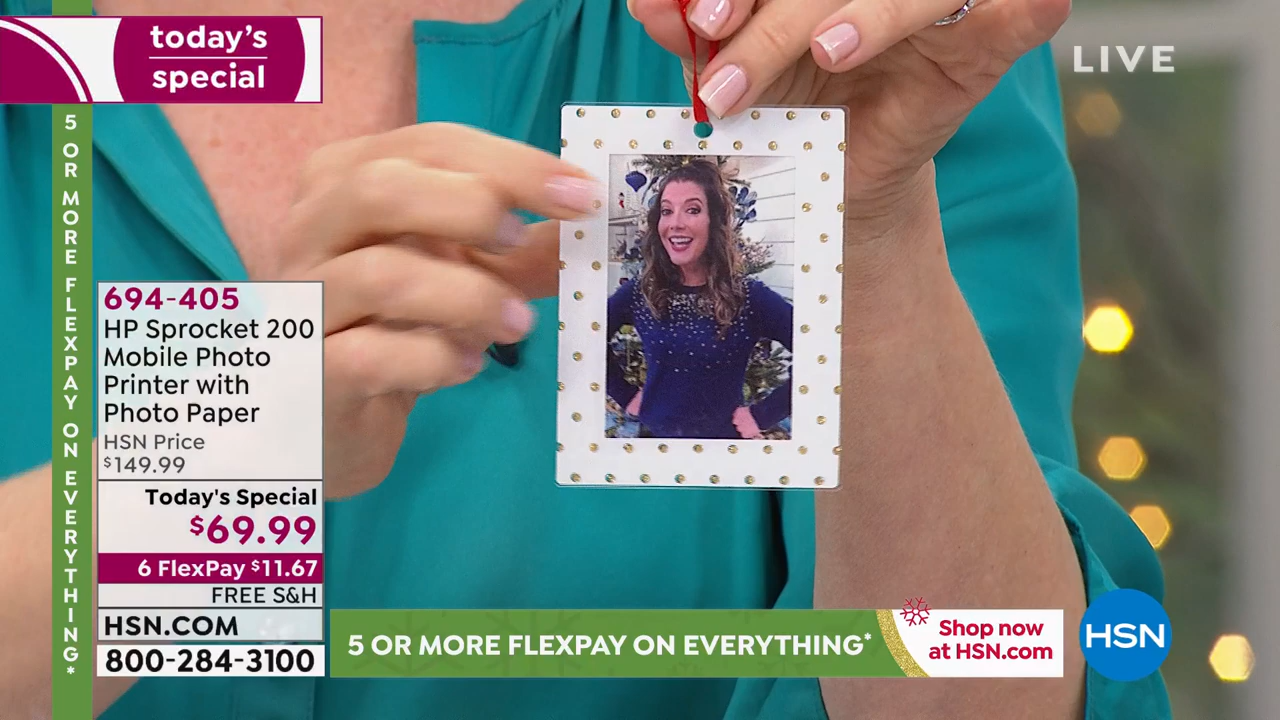 today's
special
LIVE
5 OR MORE FLEXPAY ON EVERYTHING*
694-405
HP Sprocket 200
Mobile Photo
Printer with
Photo Paper
HSN Price
$149.99
Today's Special
$69.99
6 FlexPay $11.67
FREE S&H
HSN.COM
800-284-3100
5 OR MORE FLEXPAY ON EVERYTHING*
Shop now
at HSN.com
HSN